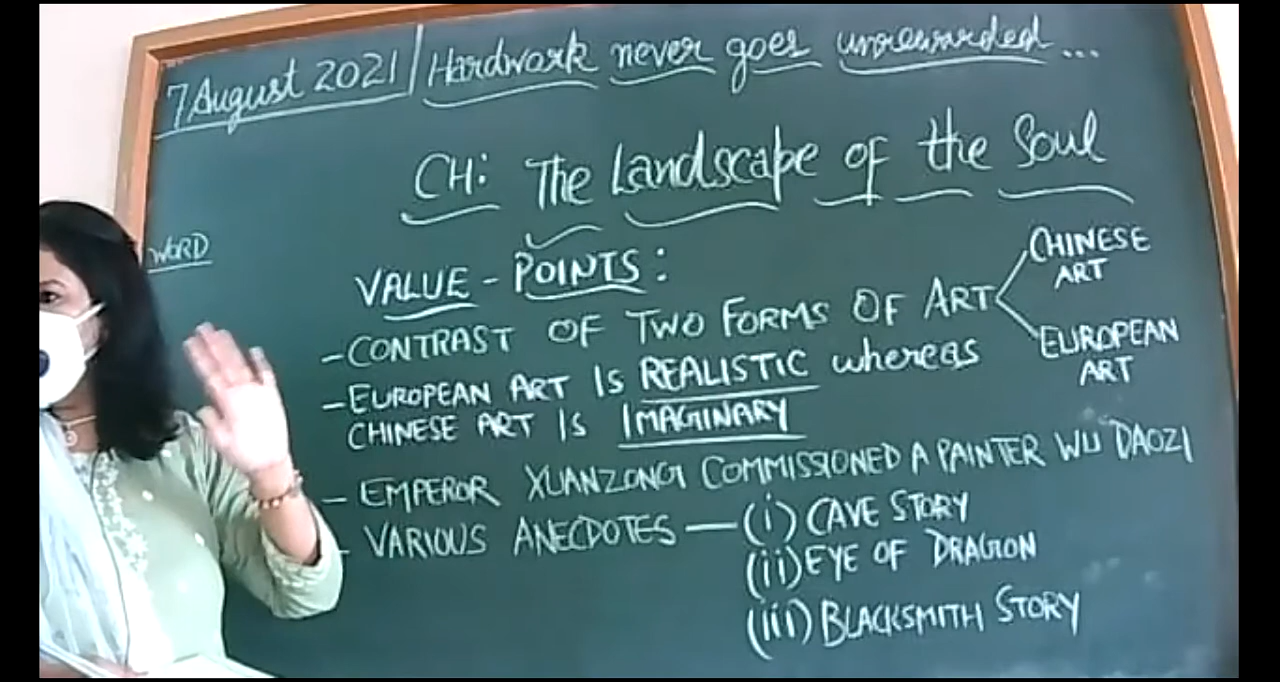 7 August 2021 | Hardwork never goes unrewarded...
CH: The Landscape of the Soul
WORD
VALUE - POINTS:
- CONTRAST OF TWO FORMS OF ART
CHINESE
ART
EUROPEAN
ART
- EUROPEAN ART IS REALISTIC whereas
CHINESE ART IS IMAGINARY
- EMPEROR XUANZONG COMMISSIONED A PAINTER WU DAOZI
- VARIOUS ANECDOTES — (i) CAVE STORY
(ii) EYE OF DRAGON
(iii) BLACKSMITH STORY